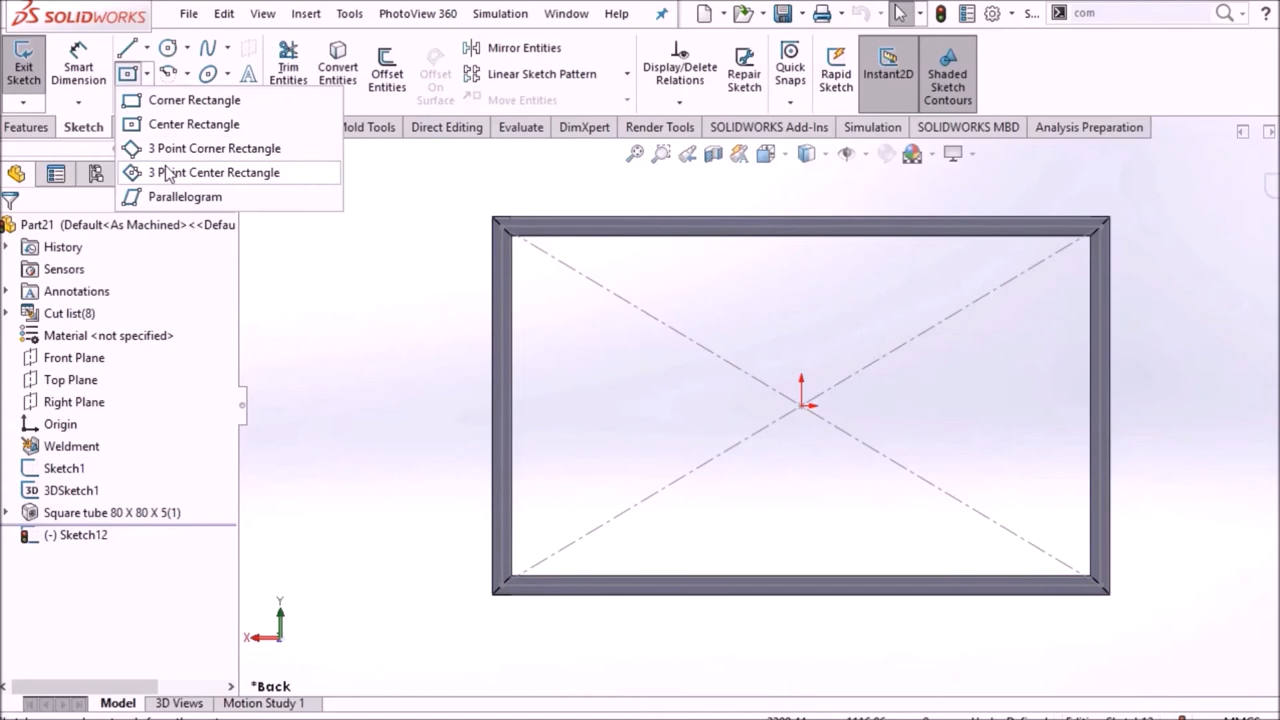 SOLIDWORKS File Edit View Insert Tools PhotoView 360 Simulation Window Help S... com ?
Exit Sketch
Smart Dimension
Trim Entities
Convert Entities
Offset Entities
Offset On Surface
Mirror Entities
Linear Sketch Pattern
Move Entities
Display/Delete Relations
Repair Sketch
Quick Snaps
Rapid Sketch
Instant2D
Shaded Sketch Contours
Corner Rectangle
Center Rectangle
3 Point Corner Rectangle
3 Point Center Rectangle
Parallelogram
Features Sketch Mold Tools Direct Editing Evaluate DimXpert Render Tools SOLIDWORKS Add-Ins Simulation SOLIDWORKS MBD Analysis Preparation
Part21 (Default<As Machined><<Defau
History
Sensors
Annotations
Cut list(8)
Material <not specified>
Front Plane
Top Plane
Right Plane
Origin
Weldment
Sketch1
3D 3DSketch1
Square tube 80 X 80 X 5(1)
(-) Sketch12
Y
X
*Back
Model 3D Views Motion Study 1